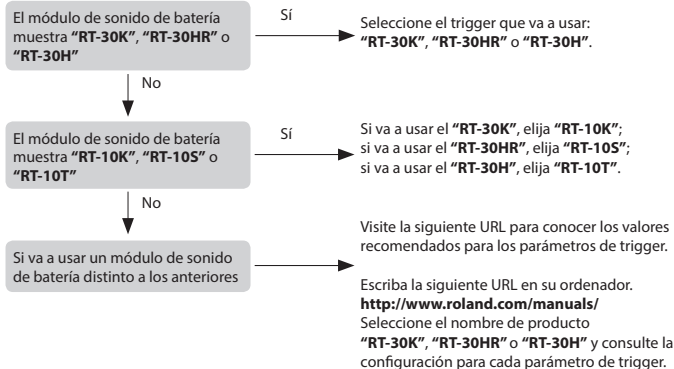 El módulo de sonido de batería
muestra “RT-30K”, “RT-30HR” o
“RT-30H”
Sí
Seleccione el trigger que va a usar:
“RT-30K”, “RT-30HR” o “RT-30H”.
No
El módulo de sonido de batería
muestra “RT-10K”, “RT-10S” o
“RT-10T”
Sí
Si va a usar el “RT-30K”, elija “RT-10K”;
si va a usar el “RT-30HR”, elija “RT-10S”;
si va a usar el “RT-30H”, elija “RT-10T”.
No
Si va a usar un módulo de sonido
de batería distinto a los anteriores
Visite la siguiente URL para conocer los valores
recomendados para los parámetros de trigger.
Escriba la siguiente URL en su ordenador.
http://www.roland.com/manuals/
Seleccione el nombre de producto
“RT-30K”, “RT-30HR” o “RT-30H” y consulte la
configuración para cada parámetro de trigger.